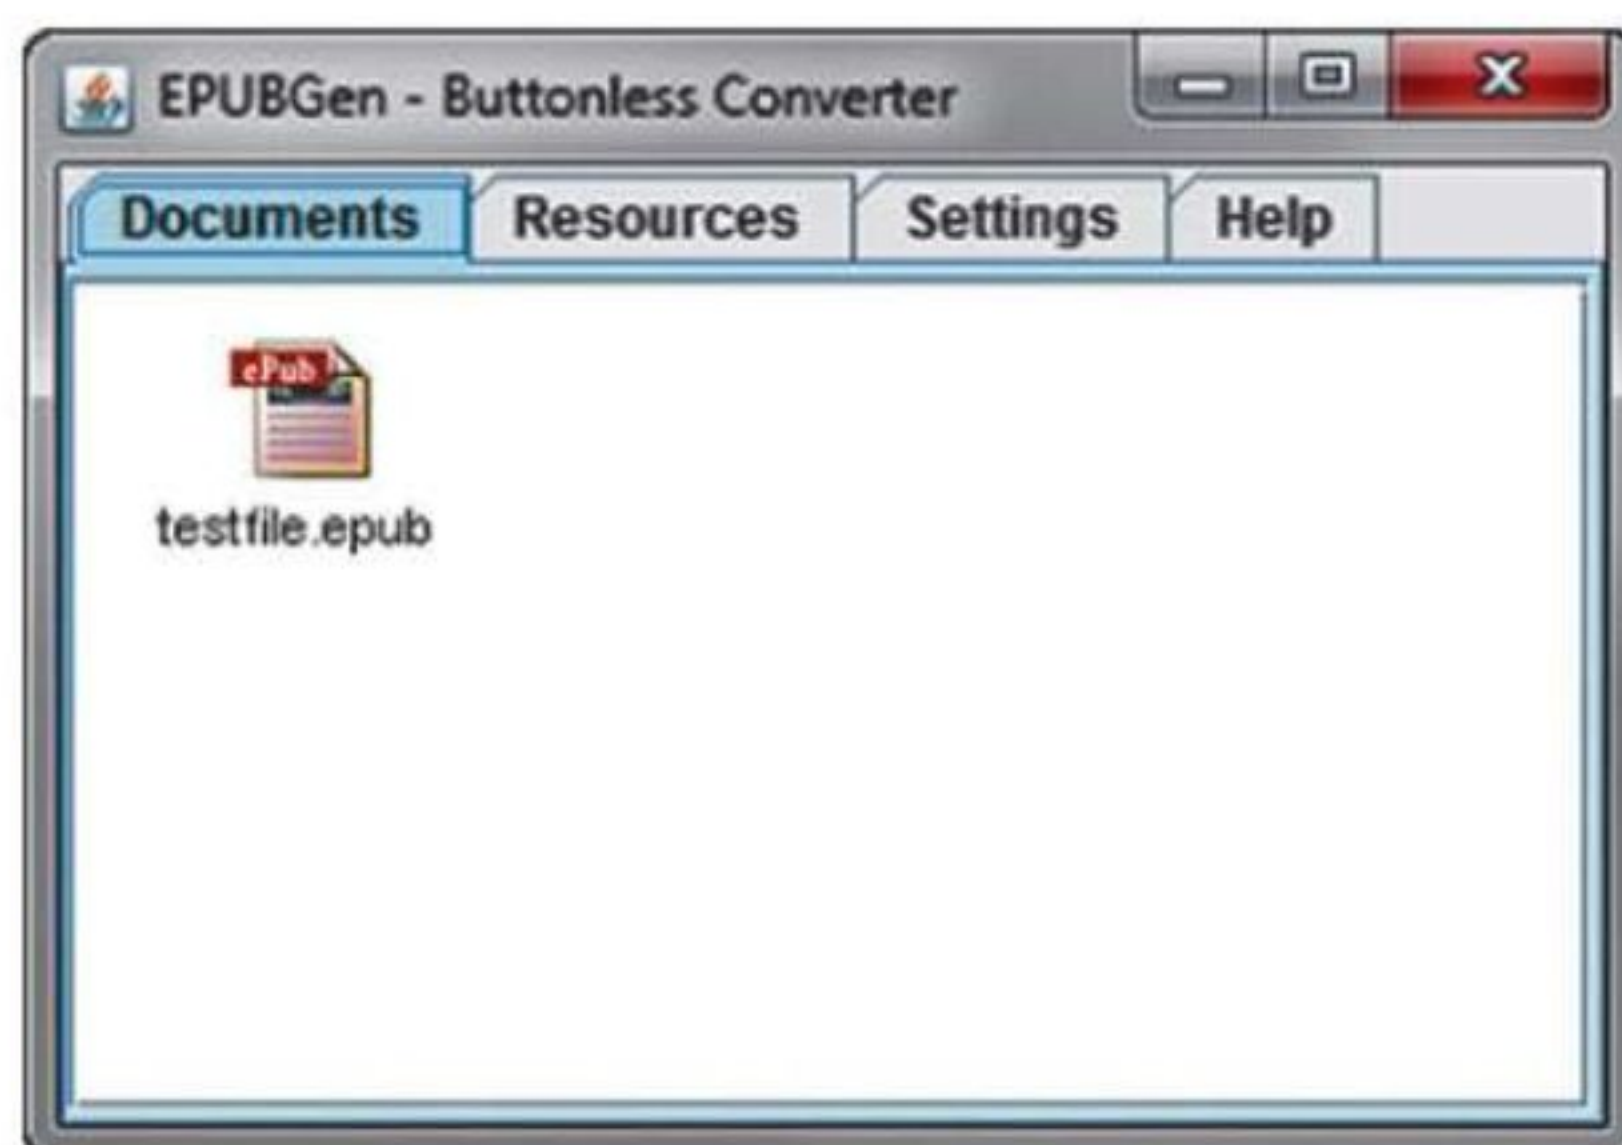 EPUBGen - Buttonless Converter
Documents Resources Settings Help
ePub
testfile.epub